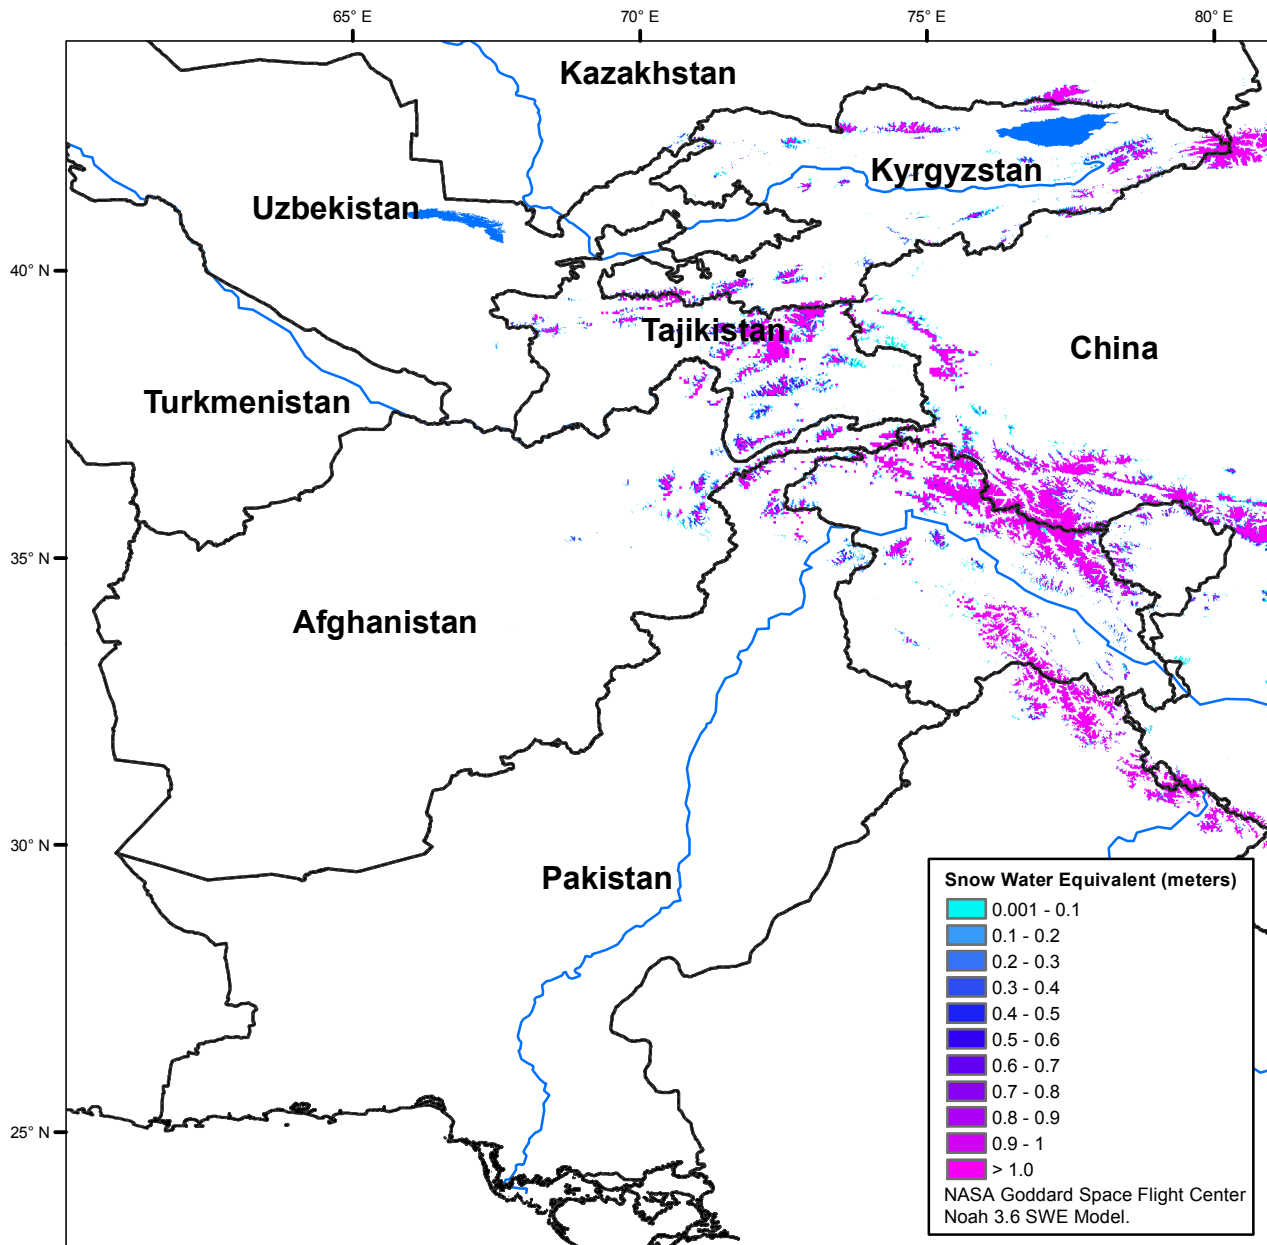 65° E
70° E
75° E
80° E
Kazakhstan
Kyrgyzstan
Uzbekistan
40° N
Tajikistan
China
Turkmenistan
35° N
Afghanistan
30° N
Pakistan
25° N
Snow Water Equivalent (meters)
0.001 - 0.1
0.1 - 0.2
0.2 - 0.3
0.3 - 0.4
0.4 - 0.5
0.5 - 0.6
0.6 - 0.7
0.7 - 0.8
0.8 - 0.9
0.9 - 1
> 1.0
NASA Goddard Space Flight Center
Noah 3.6 SWE Model.